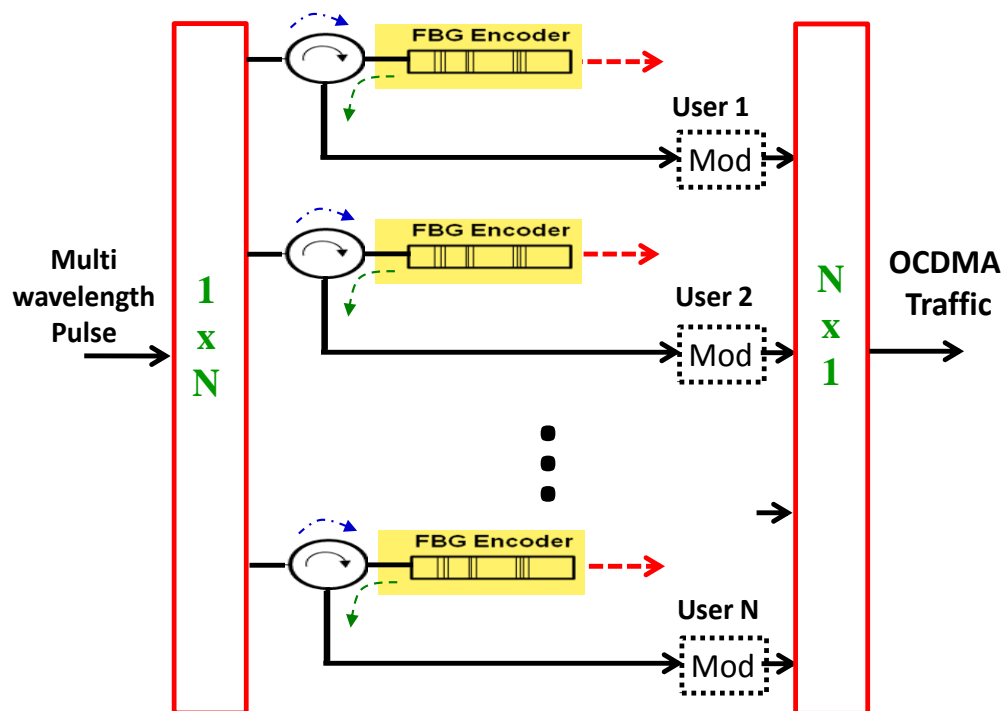 FBG Encoder
User 1
Mod
FBG Encoder
Multi
wavelength
Pulse
1
x
N
User 2
Mod
N
x
1
OCDMA
Traffic
FBG Encoder
User N
Mod